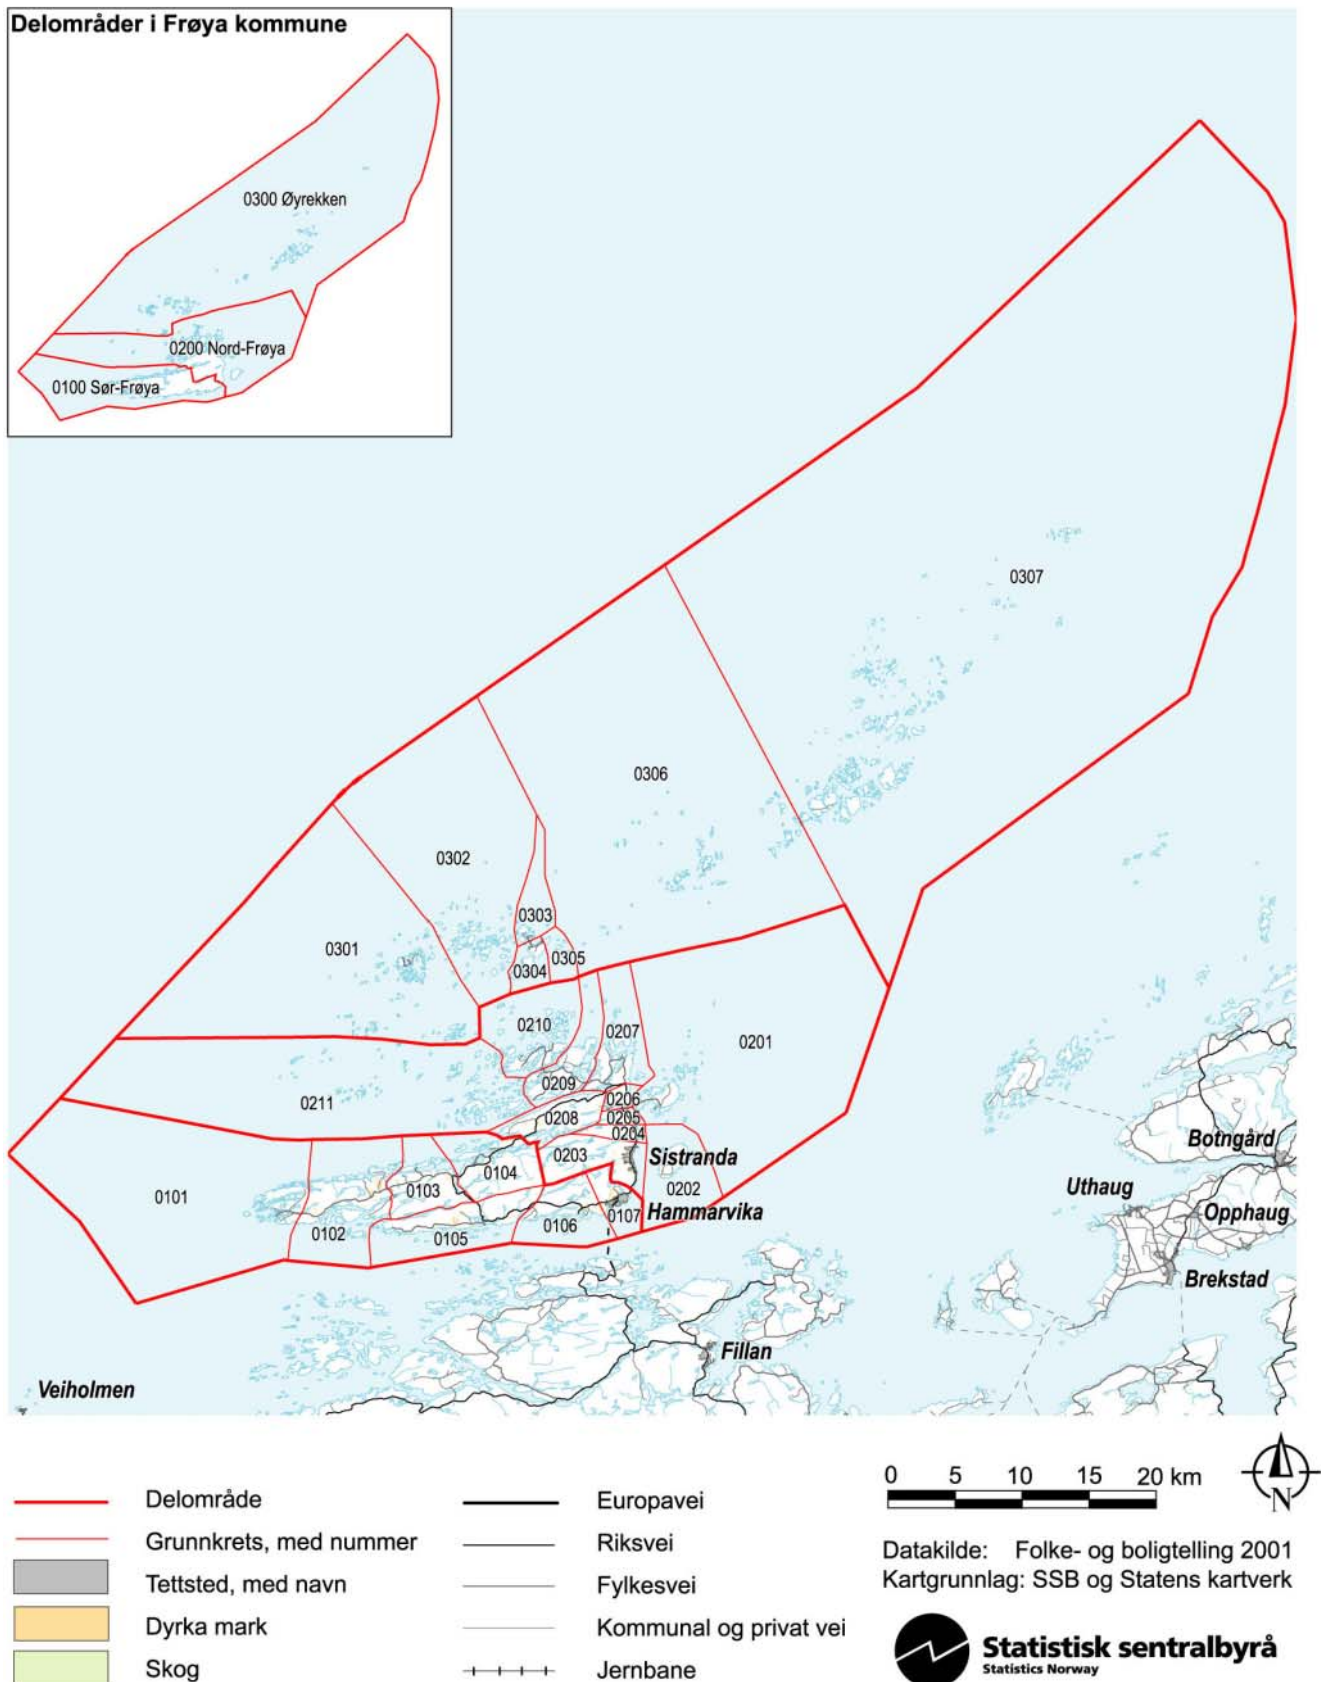 Delområder i Frøya kommune
0300 Øyrekken
0200 Nord-Frøya
0100 Sør-Frøya
0307
0306
0302
0303
0301
0305
0304
0210
0207
0201
0209
0211
0206
0208
0205
0204
Botngård
0203
Sistranda
0104
0101
0103
0202
Uthaug
0107
Hammarvika
Opphaug
0106
0102
0105
Brekstad
Fillan
Veiholmen
0 5 10 15 20 km
N
Delområde
Grunnkrets, med nummer
Tettsted, med navn
Dyrka mark
Skog
Europavei
Riksvei
Fylkesvei
Kommunal og privat vei
Jernbane
Datakilde: Folke- og boligtelling 2001
Kartgrunnlag: SSB og Statens kartverk
Statistisk sentralbyrå
Statistics Norway